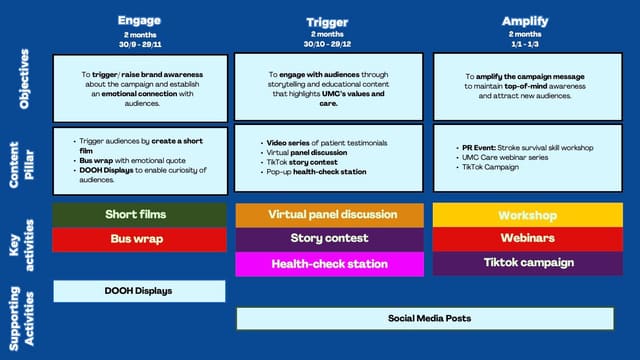 Engage
2 months
30/9 - 29/11
Trigger
2 months
30/10 - 29/12
Amplify
2 months
1/1 - 1/3
Objectives
To trigger/ raise brand awareness
about the campaign and establish
an emotional connection with
audiences.
To engage with audiences through
storytelling and educational content
that highlights UMC's values and
care.
To amplify the campaign message
to maintain top-of-mind awareness
and attract new audiences.
Content
Pillar
• Trigger audiences by create a short
film
• Bus wrap with emotional quote
• DOOH Displays to enable curiosity of
audiences.
• Video series of patient testimonials
• Virtual panel discussion
• TikTok story contest
• Pop-up health-check station
• PR Event: Stroke survival skill workshop
• UMC Care webinar series
• TikTok Campaign
Key
activities
Short films
Bus wrap
Virtual panel discussion
Story contest
Health-check station
Workshop
Webinars
Tiktok campaign
Supporting
Activities
DOOH Displays
Social Media Posts